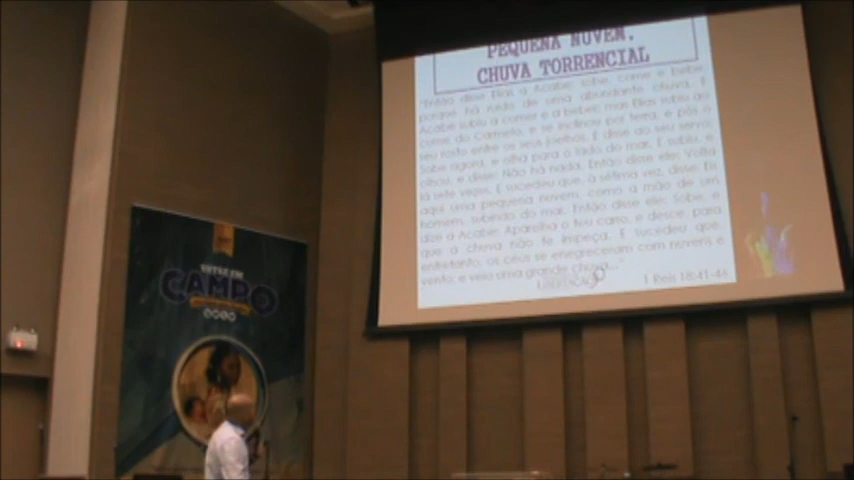 PEQUENA NUVEM,
CHUVA TORRENCIAL
"Então disse Elias a Acabe: sobe, come e bebe,
porque há ruído de uma abundante chuva. E
Acabe subiu a comer e a beber; mas Elias subiu ao
cume do Carmelo, e se inclinou por terra, e pôs o
seu rosto entre os seus joelhos. E disse ao seu servo:
Sobe agora, e olha para o lado do mar. E subiu, e
olhou, e disse: Não há nada. Então disse ele: Volta
lá sete vezes. E sucedeu que, à sétima vez, disse: Eis
aqui uma pequena nuvem, como a mão de um
homem, subindo do mar. Então disse ele: Sobe, e
dize a Acabe: Aparelha o teu carro, e desce, para
que a chuva não te impeça. E sucedeu que,
entretanto, os céus se enegreceram com nuvens e
vento, e veio uma grande chuva..."
I Reis 18:41-46
CAMPO